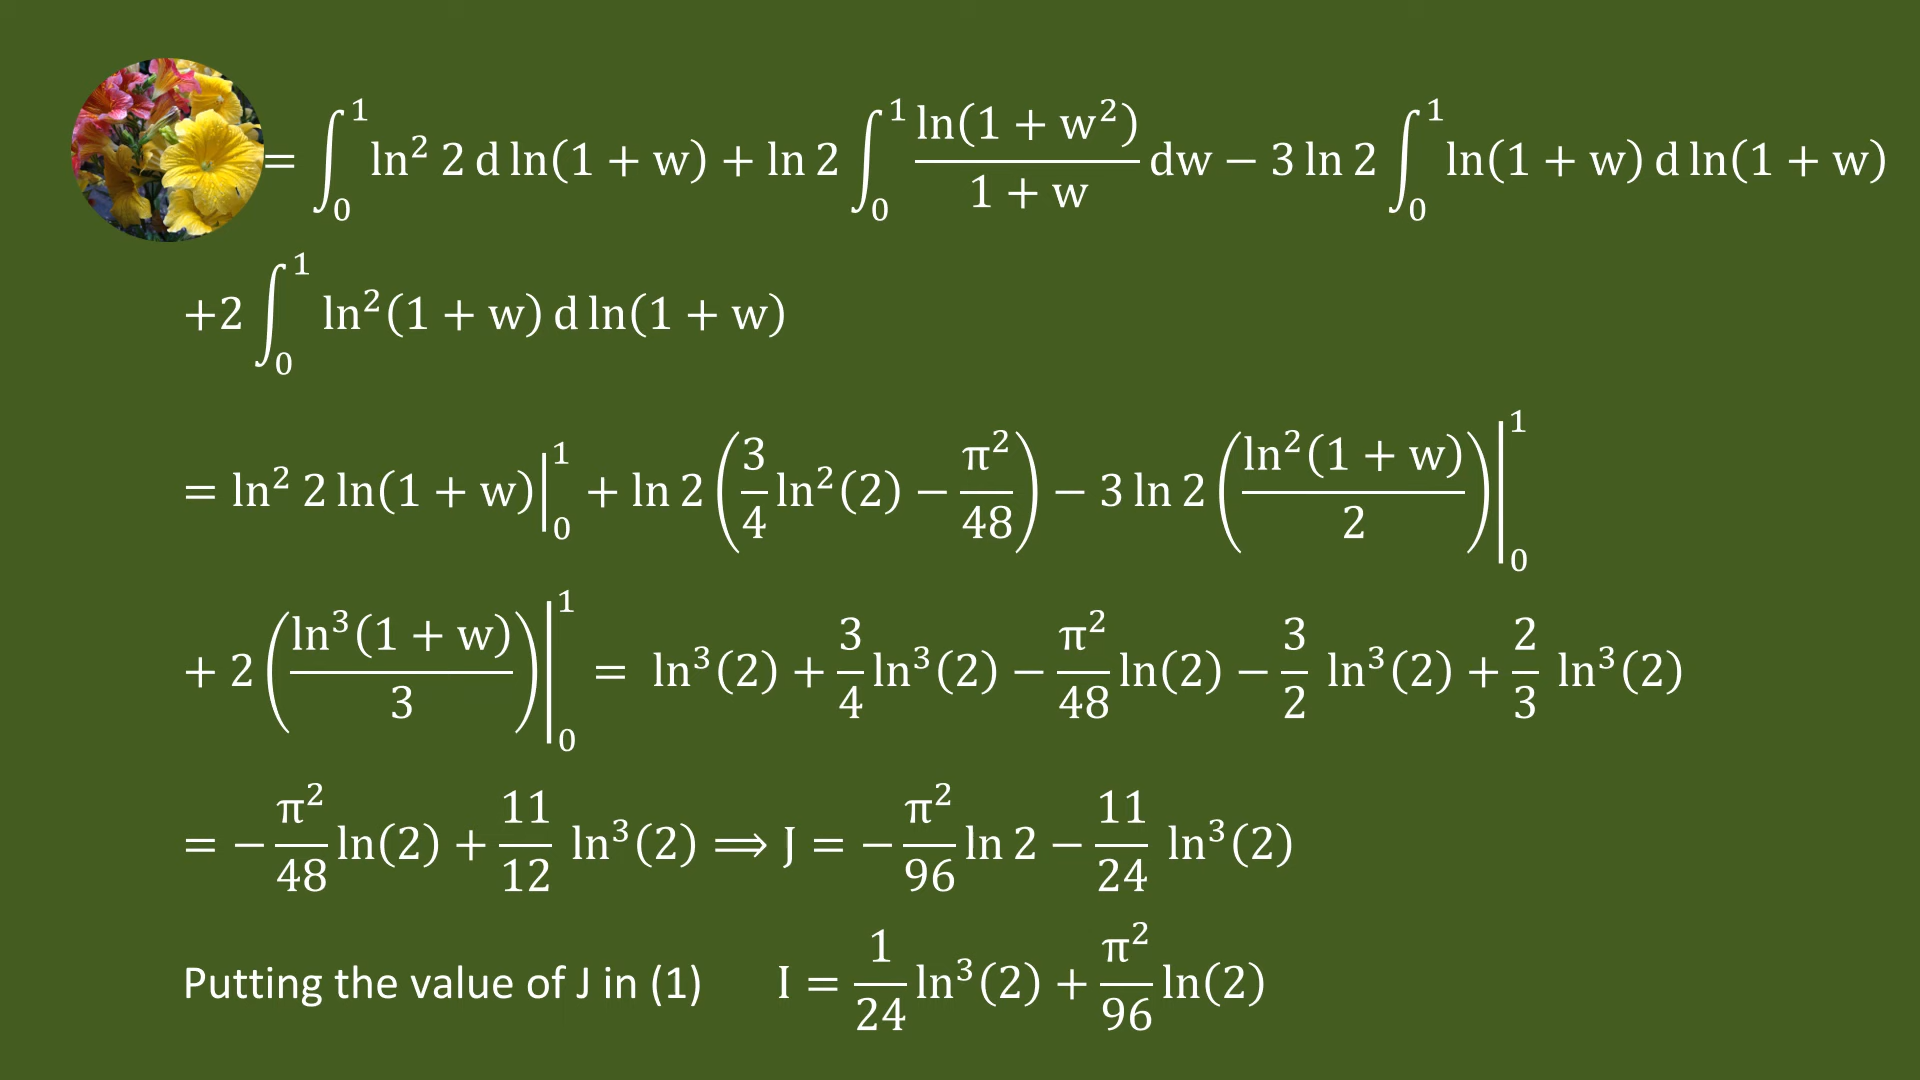 = ∫₀¹ ln² 2 d ln(1 + w) + ln 2 ∫₀¹ ln(1 + w²)/(1 + w) dw − 3 ln 2 ∫₀¹ ln(1 + w) d ln(1 + w)
+2 ∫₀¹ ln²(1 + w) d ln(1 + w)
= ln² 2 ln(1 + w)|₀¹ + ln 2 (3/4 ln²(2) − π²/48) − 3 ln 2 (ln²(1 + w)/2)|₀¹
+ 2 (ln³(1 + w)/3)|₀¹ = ln³(2) + 3/4 ln³(2) − π²/48 ln(2) − 3/2 ln³(2) + 2/3 ln³(2)
= − π²/48 ln(2) + 11/12 ln³(2) ⟹ J = − π²/96 ln 2 − 11/24 ln³(2)
Putting the value of J in (1) I = 1/24 ln³(2) + π²/96 ln(2)